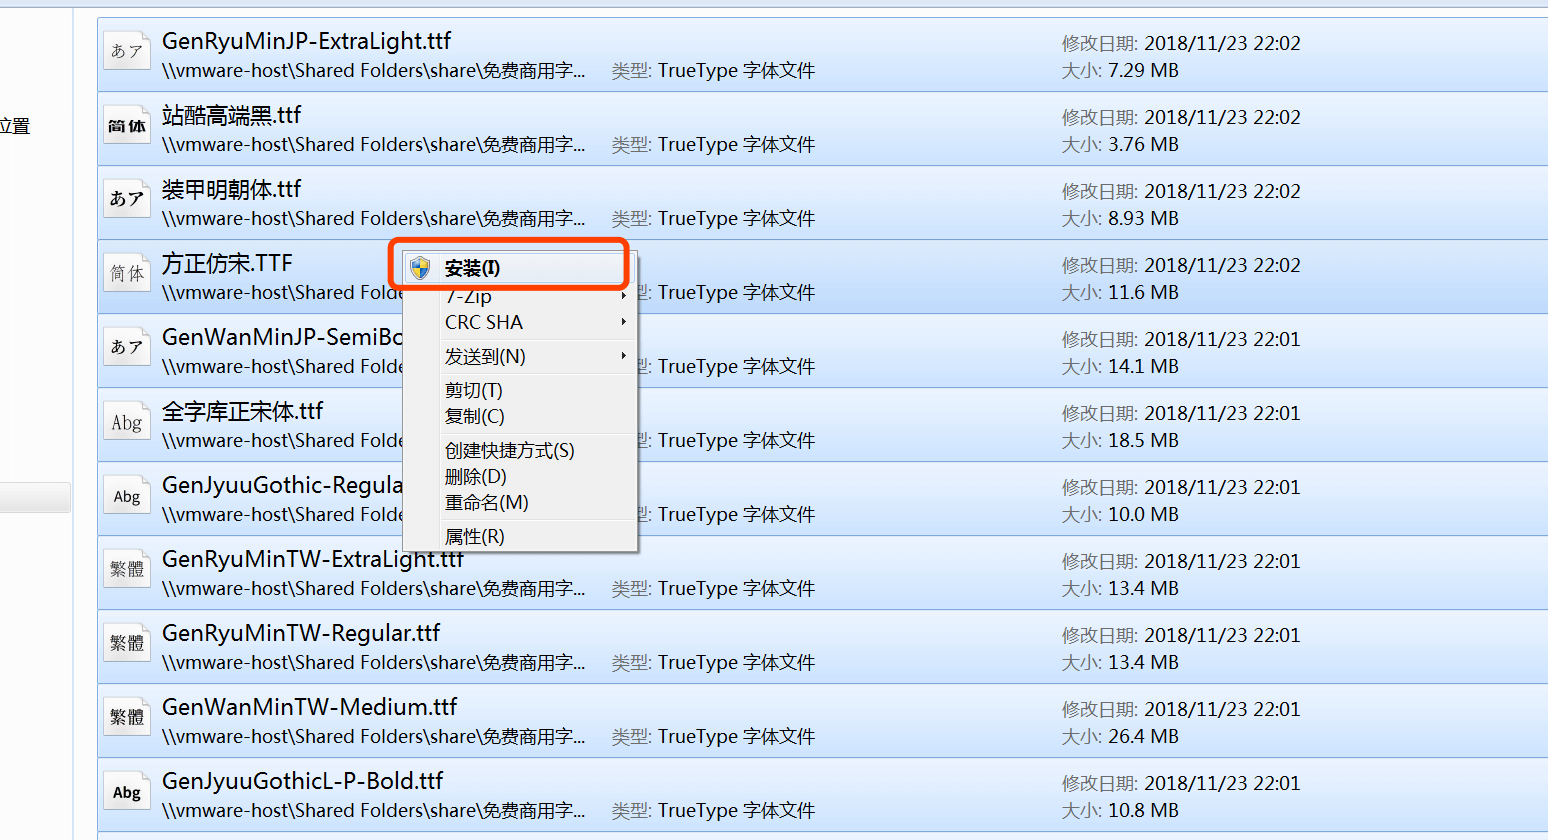 位置
あア
GenRyuMinJP-ExtraLight.ttf
修改日期: 2018/11/23 22:02
\\vmware-host\Shared Folders\share\免费商用字...
类型: TrueType 字体文件
大小: 7.29 MB
简体
站酷高端黑.ttf
修改日期: 2018/11/23 22:02
\\vmware-host\Shared Folders\share\免费商用字...
类型: TrueType 字体文件
大小: 3.76 MB
あア
装甲明朝体.ttf
修改日期: 2018/11/23 22:02
\\vmware-host\Shared Folders\share\免费商用字...
类型: TrueType 字体文件
大小: 8.93 MB
简体
方正仿宋.TTF
修改日期: 2018/11/23 22:02
\\vmware-host\Shared Folde
型: TrueType 字体文件
大小: 11.6 MB
あア
GenWanMinJP-SemiBo
修改日期: 2018/11/23 22:01
\\vmware-host\Shared Folde
型: TrueType 字体文件
大小: 14.1 MB
Abg
全字库正宋体.ttf
修改日期: 2018/11/23 22:01
\\vmware-host\Shared Folde
型: TrueType 字体文件
大小: 18.5 MB
Abg
GenJyuuGothic-Regula
修改日期: 2018/11/23 22:01
\\vmware-host\Shared Folde
型: TrueType 字体文件
大小: 10.0 MB
繁體
GenRyuMinTW-ExtraLight.ttf
修改日期: 2018/11/23 22:01
\\vmware-host\Shared Folders\share\免费商用字...
类型: TrueType 字体文件
大小: 13.4 MB
繁體
GenRyuMinTW-Regular.ttf
修改日期: 2018/11/23 22:01
\\vmware-host\Shared Folders\share\免费商用字...
类型: TrueType 字体文件
大小: 13.4 MB
繁體
GenWanMinTW-Medium.ttf
修改日期: 2018/11/23 22:01
\\vmware-host\Shared Folders\share\免费商用字...
类型: TrueType 字体文件
大小: 26.4 MB
Abg
GenJyuuGothicL-P-Bold.ttf
修改日期: 2018/11/23 22:01
\\vmware-host\Shared Folders\share\免费商用字...
类型: TrueType 字体文件
大小: 10.8 MB
安装(I)
7-Zip
CRC SHA
发送到(N)
剪切(T)
复制(C)
创建快捷方式(S)
删除(D)
重命名(M)
属性(R)